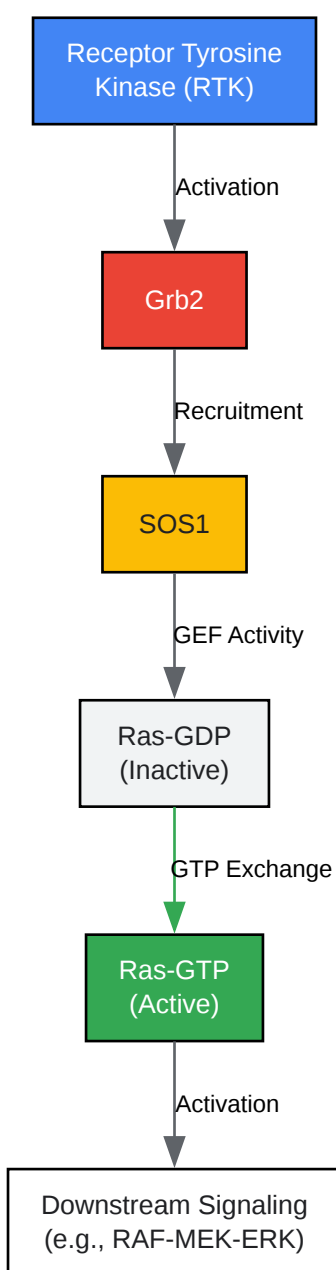 Receptor Tyrosine
Kinase (RTK)
Activation
Grb2
Recruitment
SOS1
GEF Activity
Ras-GDP
(Inactive)
GTP Exchange
Ras-GTP
(Active)
Activation
Downstream Signaling
(e.g., RAF-MEK-ERK)